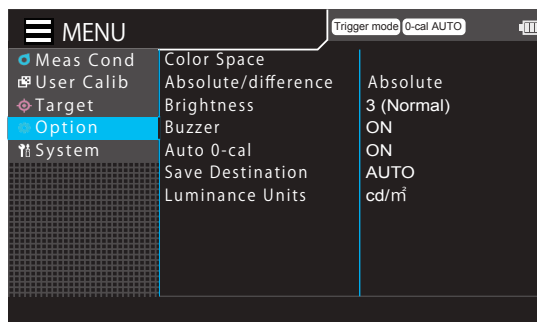 MENU
Trigger mode 0-cal AUTO
Meas Cond
User Calib
Target
Option
System
Color Space
Absolute/difference Absolute
Brightness 3 (Normal)
Buzzer ON
Auto 0-cal ON
Save Destination AUTO
Luminance Units cd/㎡